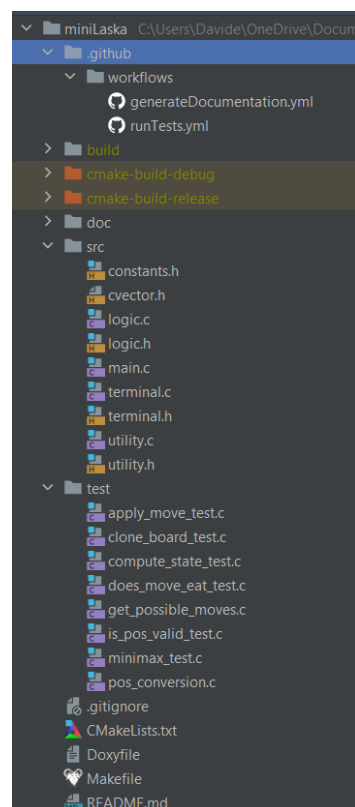 miniLaska C:\Users\Davide\OneDrive\Docum
.github
workflows
generateDocumentation.yml
runTests.yml
build
cmake-build-debug
cmake-build-release
doc
src
constants.h
cvector.h
logic.c
logic.h
main.c
terminal.c
terminal.h
utility.c
utility.h
test
apply_move_test.c
clone_board_test.c
compute_state_test.c
does_move_eat_test.c
get_possible_moves.c
is_pos_valid_test.c
minimax_test.c
pos_conversion.c
.gitignore
CMakeLists.txt
Doxyfile
Makefile
README.md